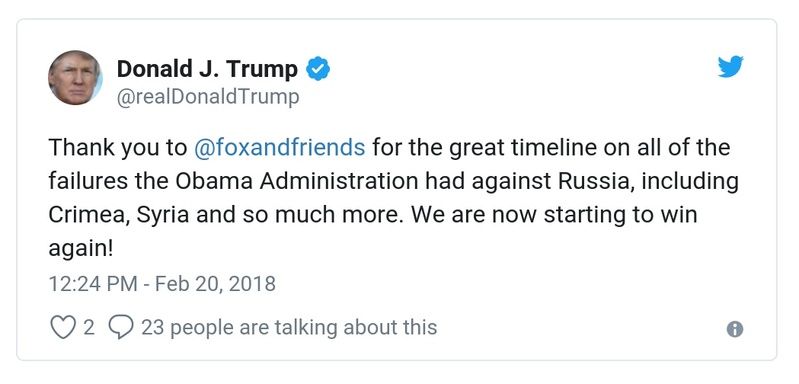 Donald J. Trump
@realDonaldTrump
Thank you to @foxandfriends for the great timeline on all of the
failures the Obama Administration had against Russia, including
Crimea, Syria and so much more. We are now starting to win
again!
12:24 PM - Feb 20, 2018
2 23 people are talking about this